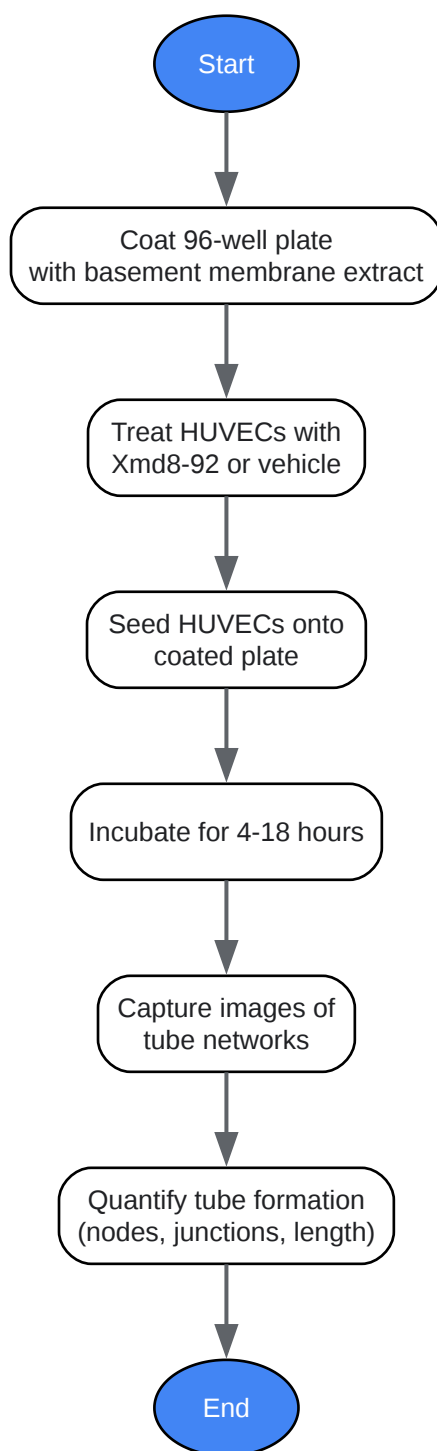 Start
Coat 96-well plate
with basement membrane extract
Treat HUVECs with
Xmd8-92 or vehicle
Seed HUVECs onto
coated plate
Incubate for 4-18 hours
Capture images of
tube networks
Quantify tube formation
(nodes, junctions, length)
End